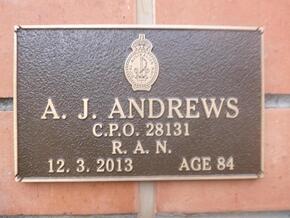 A. J. ANDREWS
C.P.O. 28131
R. A. N.
12. 3. 2013 AGE 84